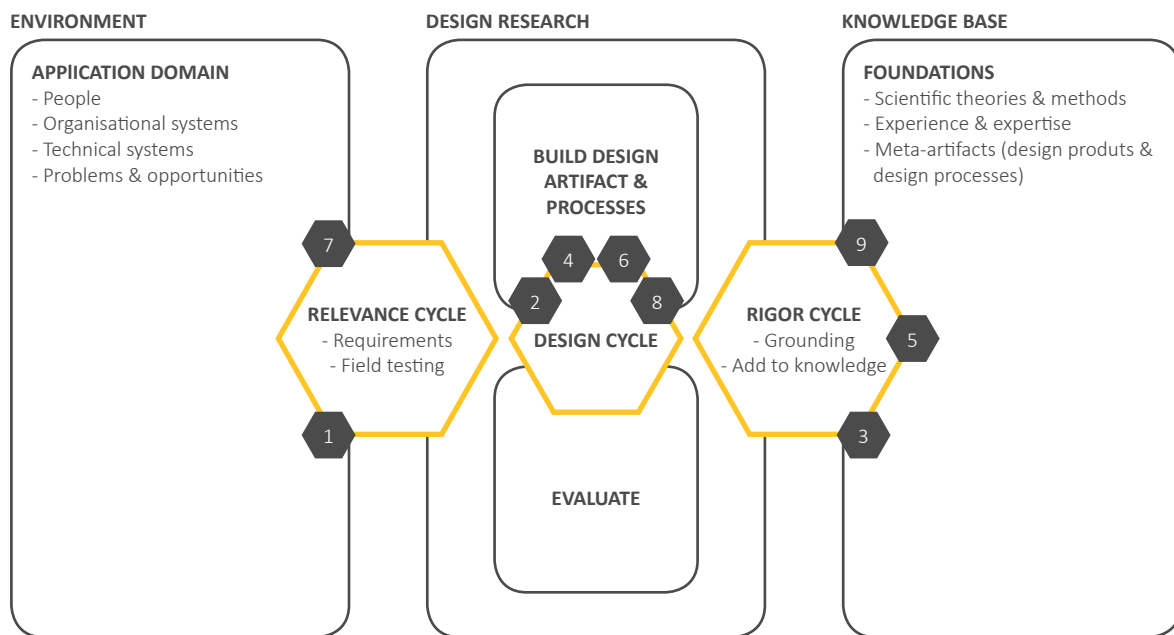 ENVIRONMENT
APPlICATION DOMAIN
- People
- Organisational systems
- Technical systems
- Problems & opportunities
DESIGN RESEARCH
BUILD DESIGN
ARTIFACT &
PROCESSES
KNOWLEDGE BASE
FOUNDATIONS
- Scientific theories & methods
- Experience & expertise
- Meta-artifacts (design produts &
design processes)
7
RELEVANCE CYCLE
- Requirements
- Field testing
1
4
6
2
8
DESIGN CYCLE
9
RIGOR CYCLE
- Grounding
- Add to knowledge
5
3
EVALUATE